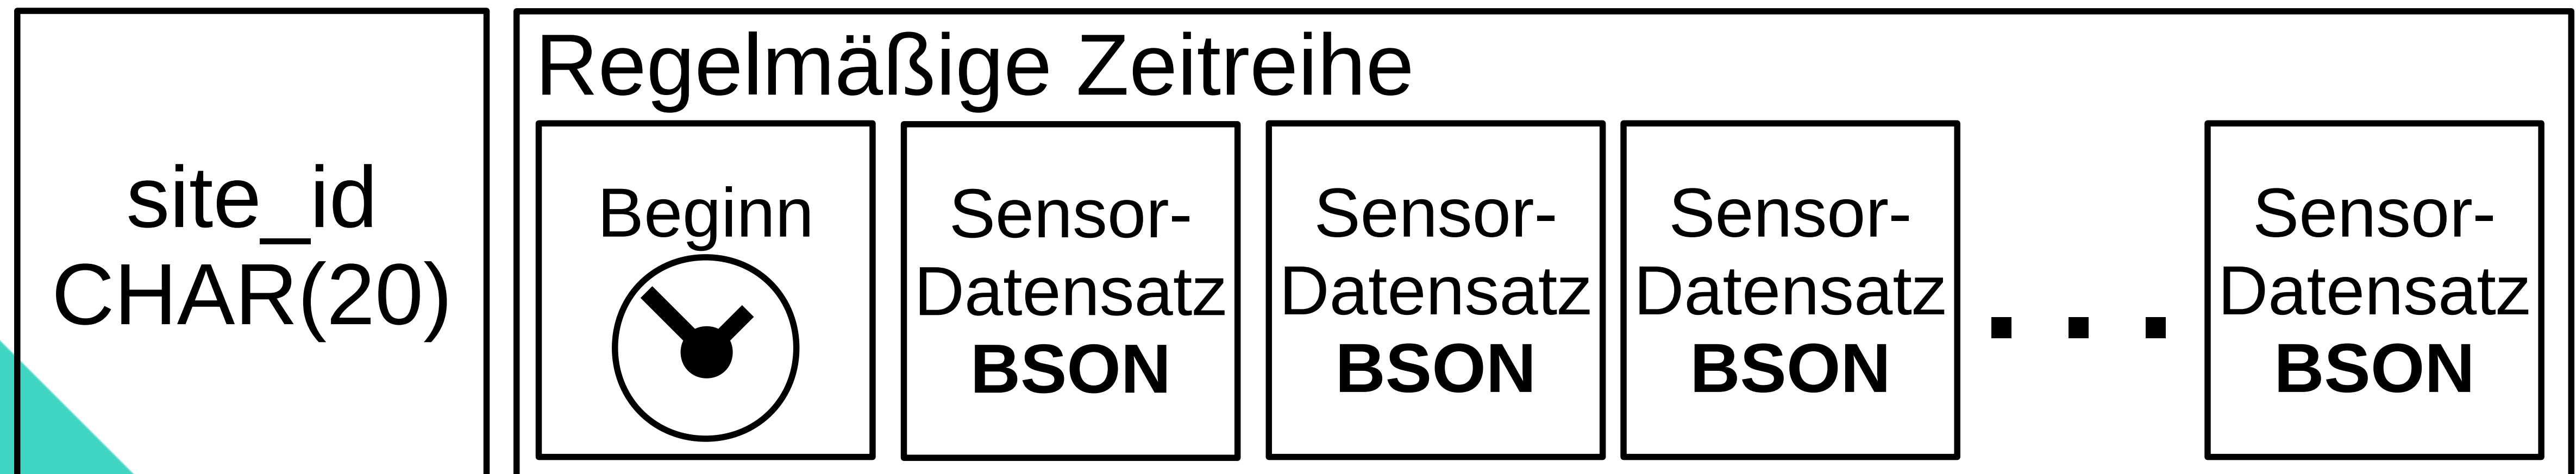 site_id
CHAR(20)
Regelmäßige Zeitreihe
Beginn
Sensor-
Datensatz
BSON
Sensor-
Datensatz
BSON
Sensor-
Datensatz
BSON
. . .
Sensor-
Datensatz
BSON